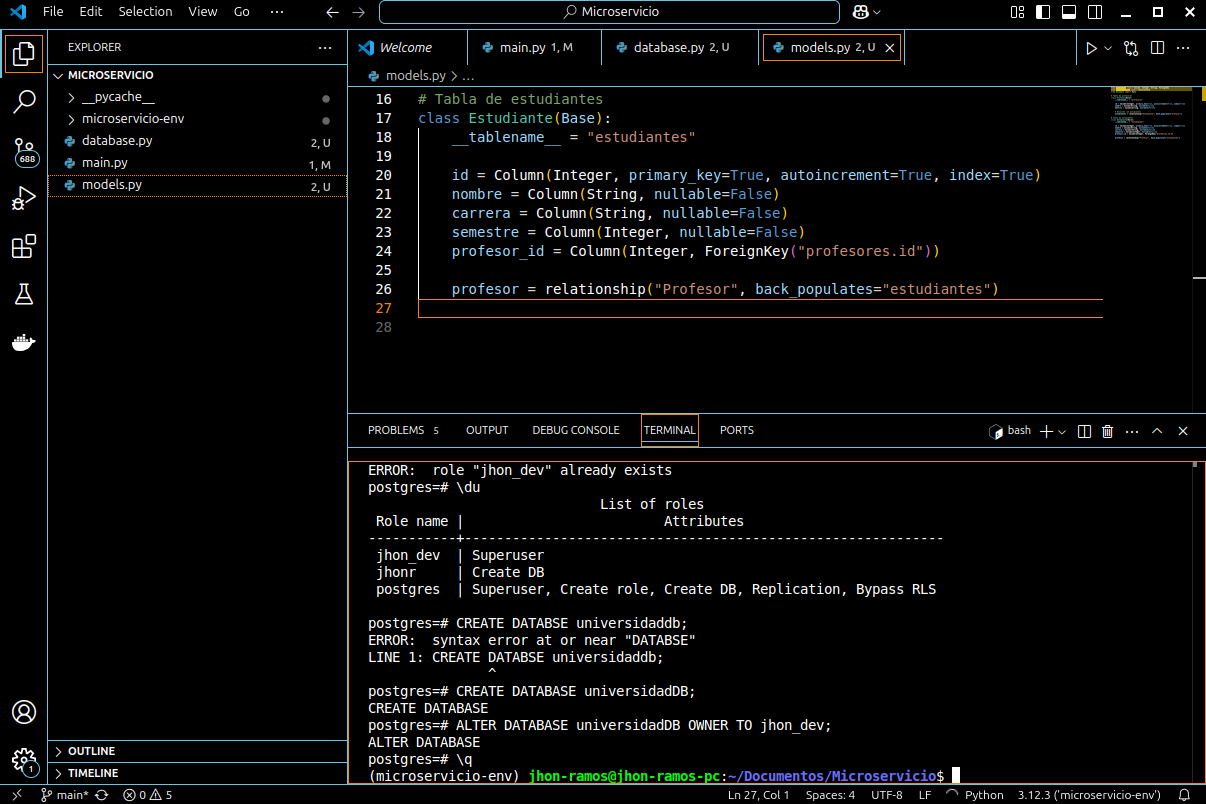 File Edit Selection View Go ··· ← → Microservicio
EXPLORER ···
MICROSERVICIO
__pycache__
microservicio-env
database.py 2, U
main.py 1, M
models.py 2, U
OUTLINE
TIMELINE
688
1
Welcome
main.py 1, M
database.py 2, U
models.py 2, U
models.py > ...
16 # Tabla de estudiantes
17 class Estudiante(Base):
18 __tablename__ = "estudiantes"
19
20 id = Column(Integer, primary_key=True, autoincrement=True, index=True)
21 nombre = Column(String, nullable=False)
22 carrera = Column(String, nullable=False)
23 semestre = Column(Integer, nullable=False)
24 profesor_id = Column(Integer, ForeignKey("profesores.id"))
25
26 profesor = relationship("Profesor", back_populates="estudiantes")
27
28
PROBLEMS 5 OUTPUT DEBUG CONSOLE TERMINAL PORTS bash
ERROR:  role "jhon_dev" already exists
postgres=# \du
List of roles
Role name | Attributes
-----------+------------------------------------------------------------
jhon_dev  | Superuser
jhonr     | Create DB
postgres  | Superuser, Create role, Create DB, Replication, Bypass RLS
postgres=# CREATE DATABSE universidaddb;
ERROR:  syntax error at or near "DATABSE"
LINE 1: CREATE DATABSE universidaddb;
^
postgres=# CREATE DATABASE universidadDB;
CREATE DATABASE
postgres=# ALTER DATABASE universidadDB OWNER TO jhon_dev;
ALTER DATABASE
postgres=# \q
(microservicio-env) jhon-ramos@jhon-ramos-pc:~/Documentos/Microservicio$
main* 0 5 Ln 27, Col 1 Spaces: 4 UTF-8 LF Python 3.12.3 ('microservicio-env')